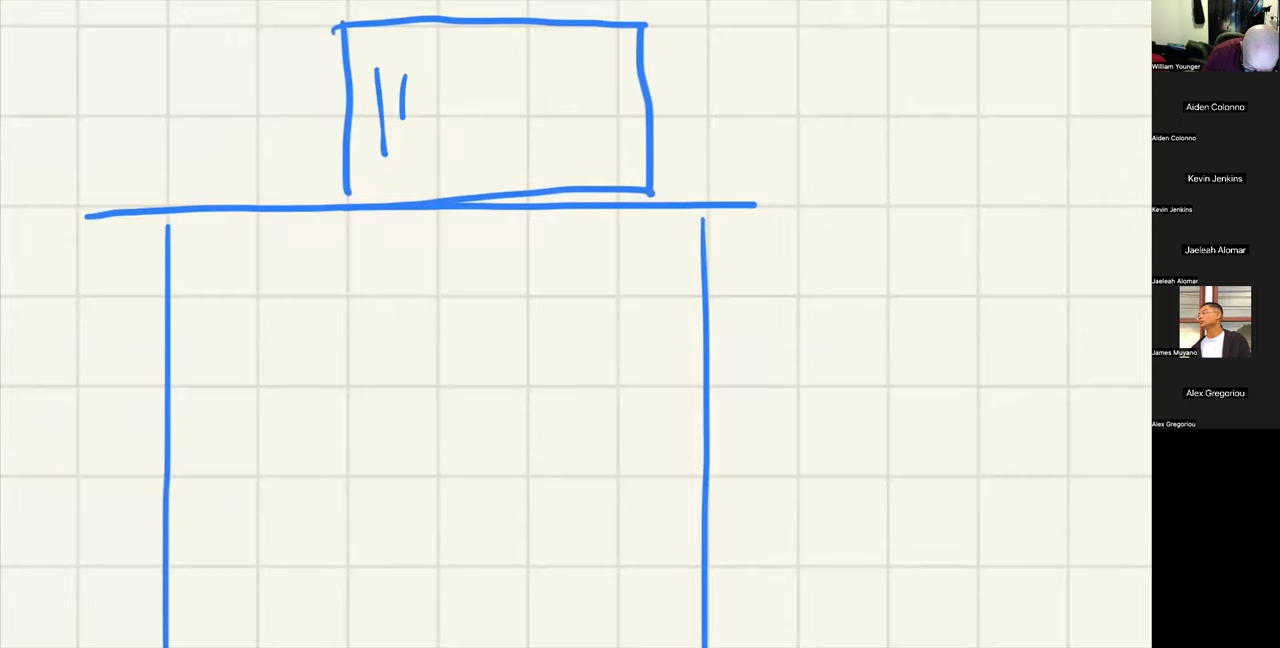 William Younger
Aiden Colonno
Aiden Colonno
Kevin Jenkins
Kevin Jenkins
Jaeleah Alomar
Jaeleah Alomar
James Muyano
Alex Gregoriou
Alex Gregoriou